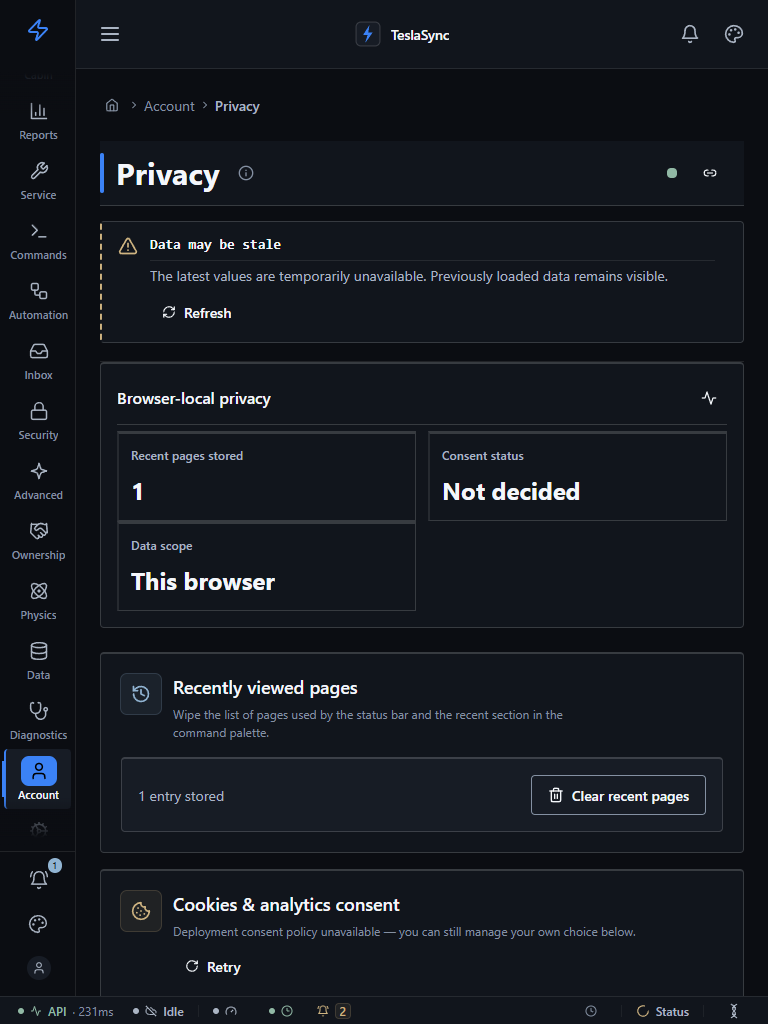 TeslaSync
Reports
Service
Commands
Automation
Inbox
Security
Advanced
Ownership
Physics
Data
Diagnostics
Account
1
Account
Privacy
Privacy
Data may be stale
The latest values are temporarily unavailable. Previously loaded data remains visible.
Refresh
Browser-local privacy
Recent pages stored
1
Consent status
Not decided
Data scope
This browser
Recently viewed pages
Wipe the list of pages used by the status bar and the recent section in the
command palette.
1 entry stored
Clear recent pages
Cookies & analytics consent
Deployment consent policy unavailable — you can still manage your own choice below.
Retry
API · 231ms
Idle
2
Status